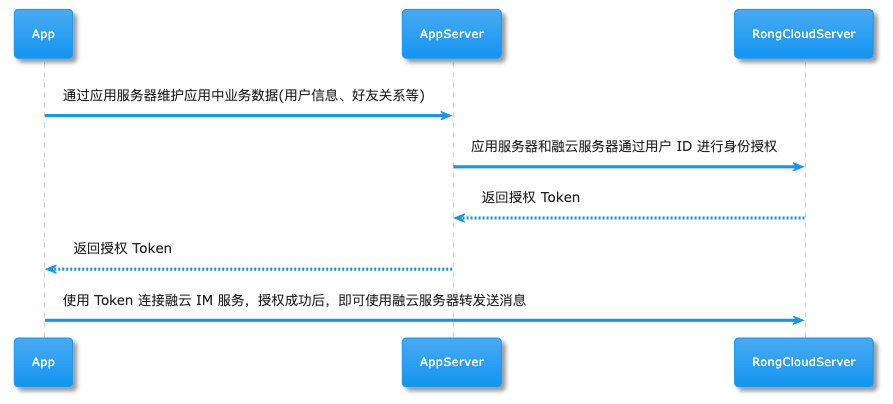 App
AppServer
RongCloudServer
通过应用服务器维护应用中业务数据(用户信息、好友关系等)
应用服务器和融云服务器通过用户 ID 进行身份授权
返回授权 Token
返回授权 Token
使用 Token 连接融云 IM 服务，授权成功后，即可使用融云服务器转发送消息
App
AppServer
RongCloudServer